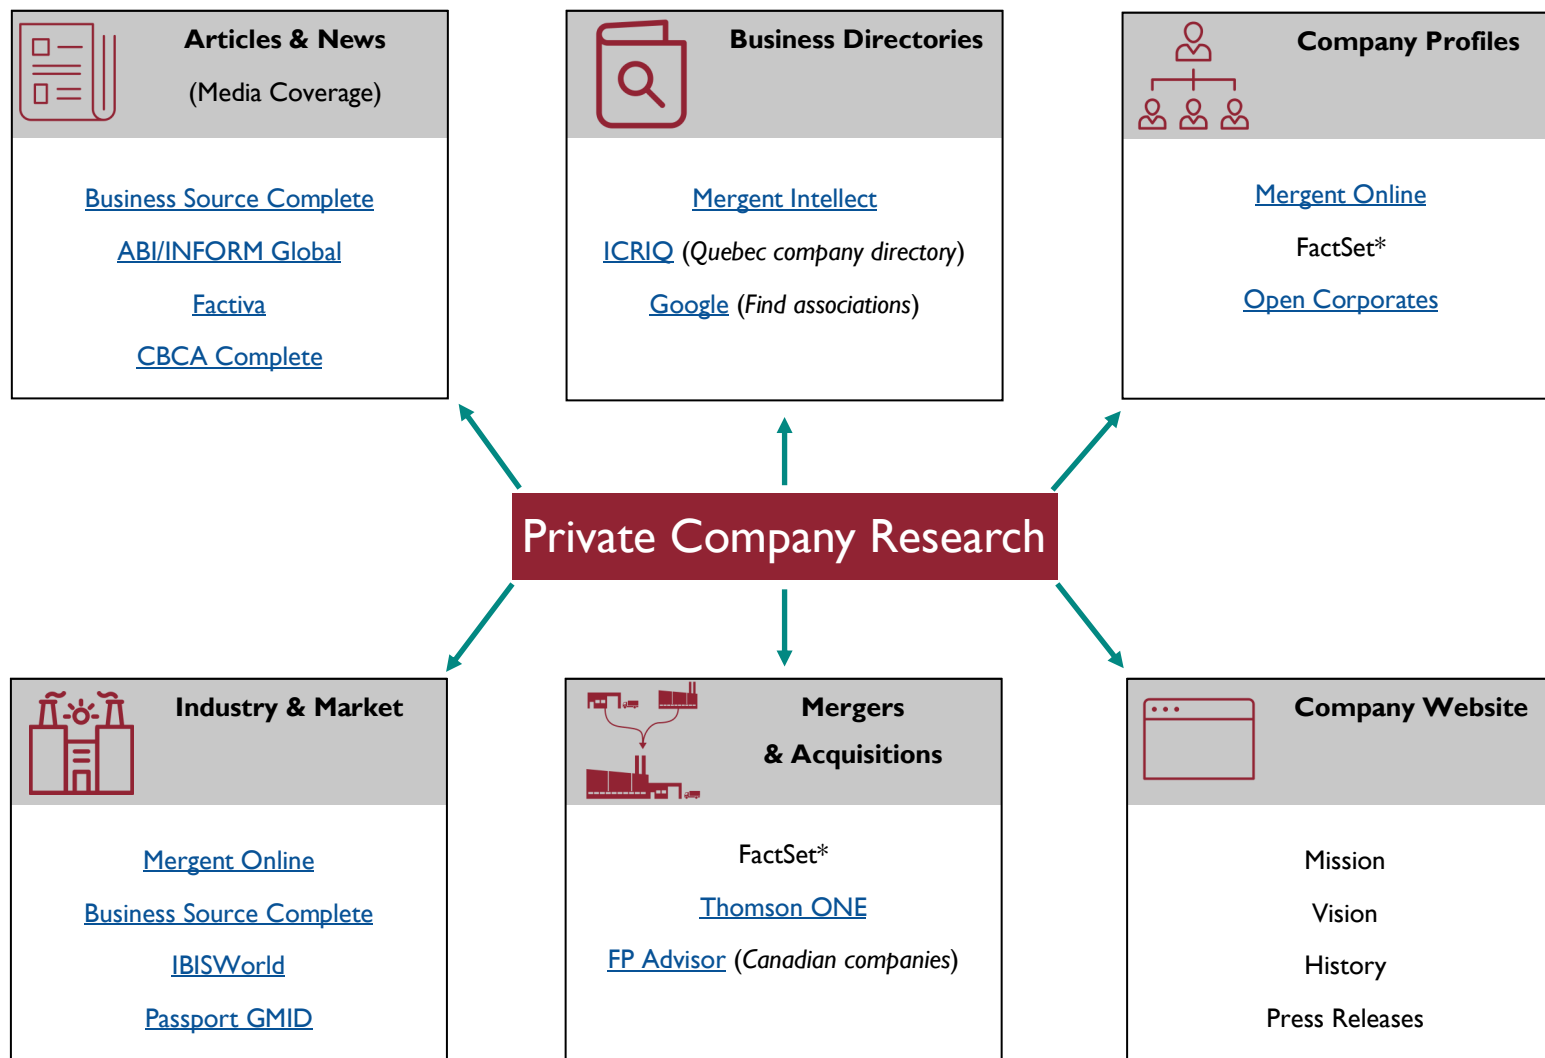 Articles & News
(Media Coverage)
Business Source Complete
ABI/INFORM Global
Factiva
CBCA Complete
Business Directories
Mergent Intellect
ICRIQ (Quebec company directory)
Google (Find associations)
Company Profiles
Mergent Online
FactSet*
Open Corporates
Private Company Research
Industry & Market
Mergent Online
Business Source Complete
IBISWorld
Passport GMID
Mergers
& Acquisitions
FactSet*
Thomson ONE
FP Advisor (Canadian companies)
Company Website
Mission
Vision
History
Press Releases